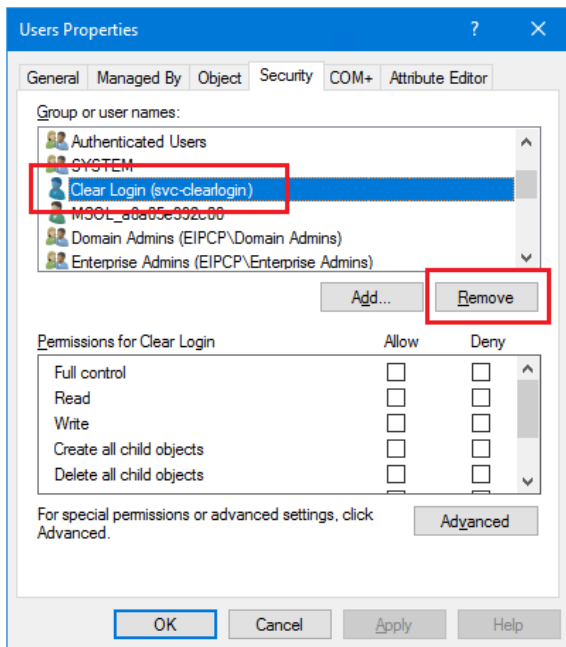 Users Properties
General Managed By Object Security COM+ Attribute Editor
Group or user names:
Authenticated Users
SYSTEM
Clear Login (svc-clearlogin)
Domain Admins (EIPCP\Domain Admins)
Enterprise Admins (EIPCP\Enterprise Admins)
Add... Remove
Permissions for Clear Login Allow Deny
Full control
Read
Write
Create all child objects
Delete all child objects
For special permissions or advanced settings, click Advanced
Advanced.
OK Cancel Apply Help